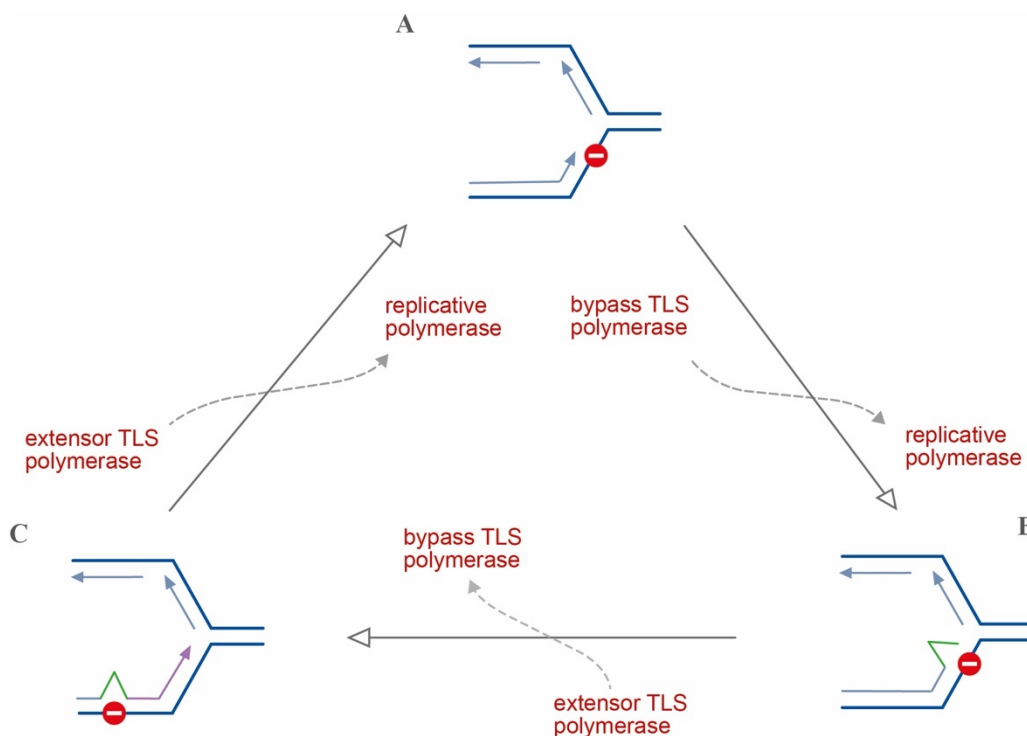 A
replicative
polymerase
bypass TLS
polymerase
extensor TLS
polymerase
replicative
polymerase
C
bypass TLS
polymerase
B
extensor TLS
polymerase